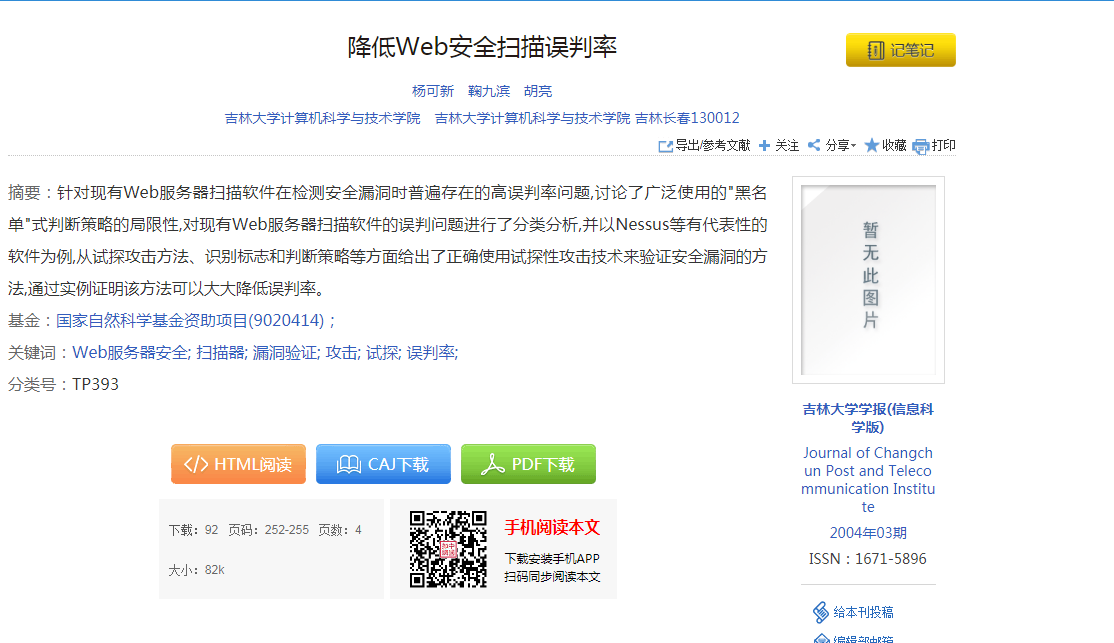 降低Web安全扫描误判率
记笔记
杨可新 鞠九滨 胡亮
吉林大学计算机科学与技术学院 吉林大学计算机科学与技术学院 吉林长春130012
导出/参考文献 关注 分享 收藏 打印
摘要：针对现有Web服务器扫描软件在检测安全漏洞时普遍存在的高误判率问题,讨论了广泛使用的"黑名
单"式判断策略的局限性,对现有Web服务器扫描软件的误判问题进行了分类分析,并以Nessus等有代表性的
软件为例,从试探攻击方法、识别标志和判断策略等方面给出了正确使用试探性攻击技术来验证安全漏洞的方
法,通过实例证明该方法可以大大降低误判率。
基金：国家自然科学基金资助项目(9020414)；
关键词：Web服务器安全; 扫描器; 漏洞验证; 攻击; 试探; 误判率;
分类号：TP393
HTML阅读 CAJ下载 PDF下载
下载：92 页码：252-255 页数：4
大小：82k
手机阅读本文
下载安装手机APP
扫码同步阅读本文
暂无此图片
吉林大学学报(信息科
学版)
Journal of Changch
un Post and Teleco
mmunication Institu
te
2004年03期
ISSN：1671-5896
给本刊投稿
编辑部邮箱